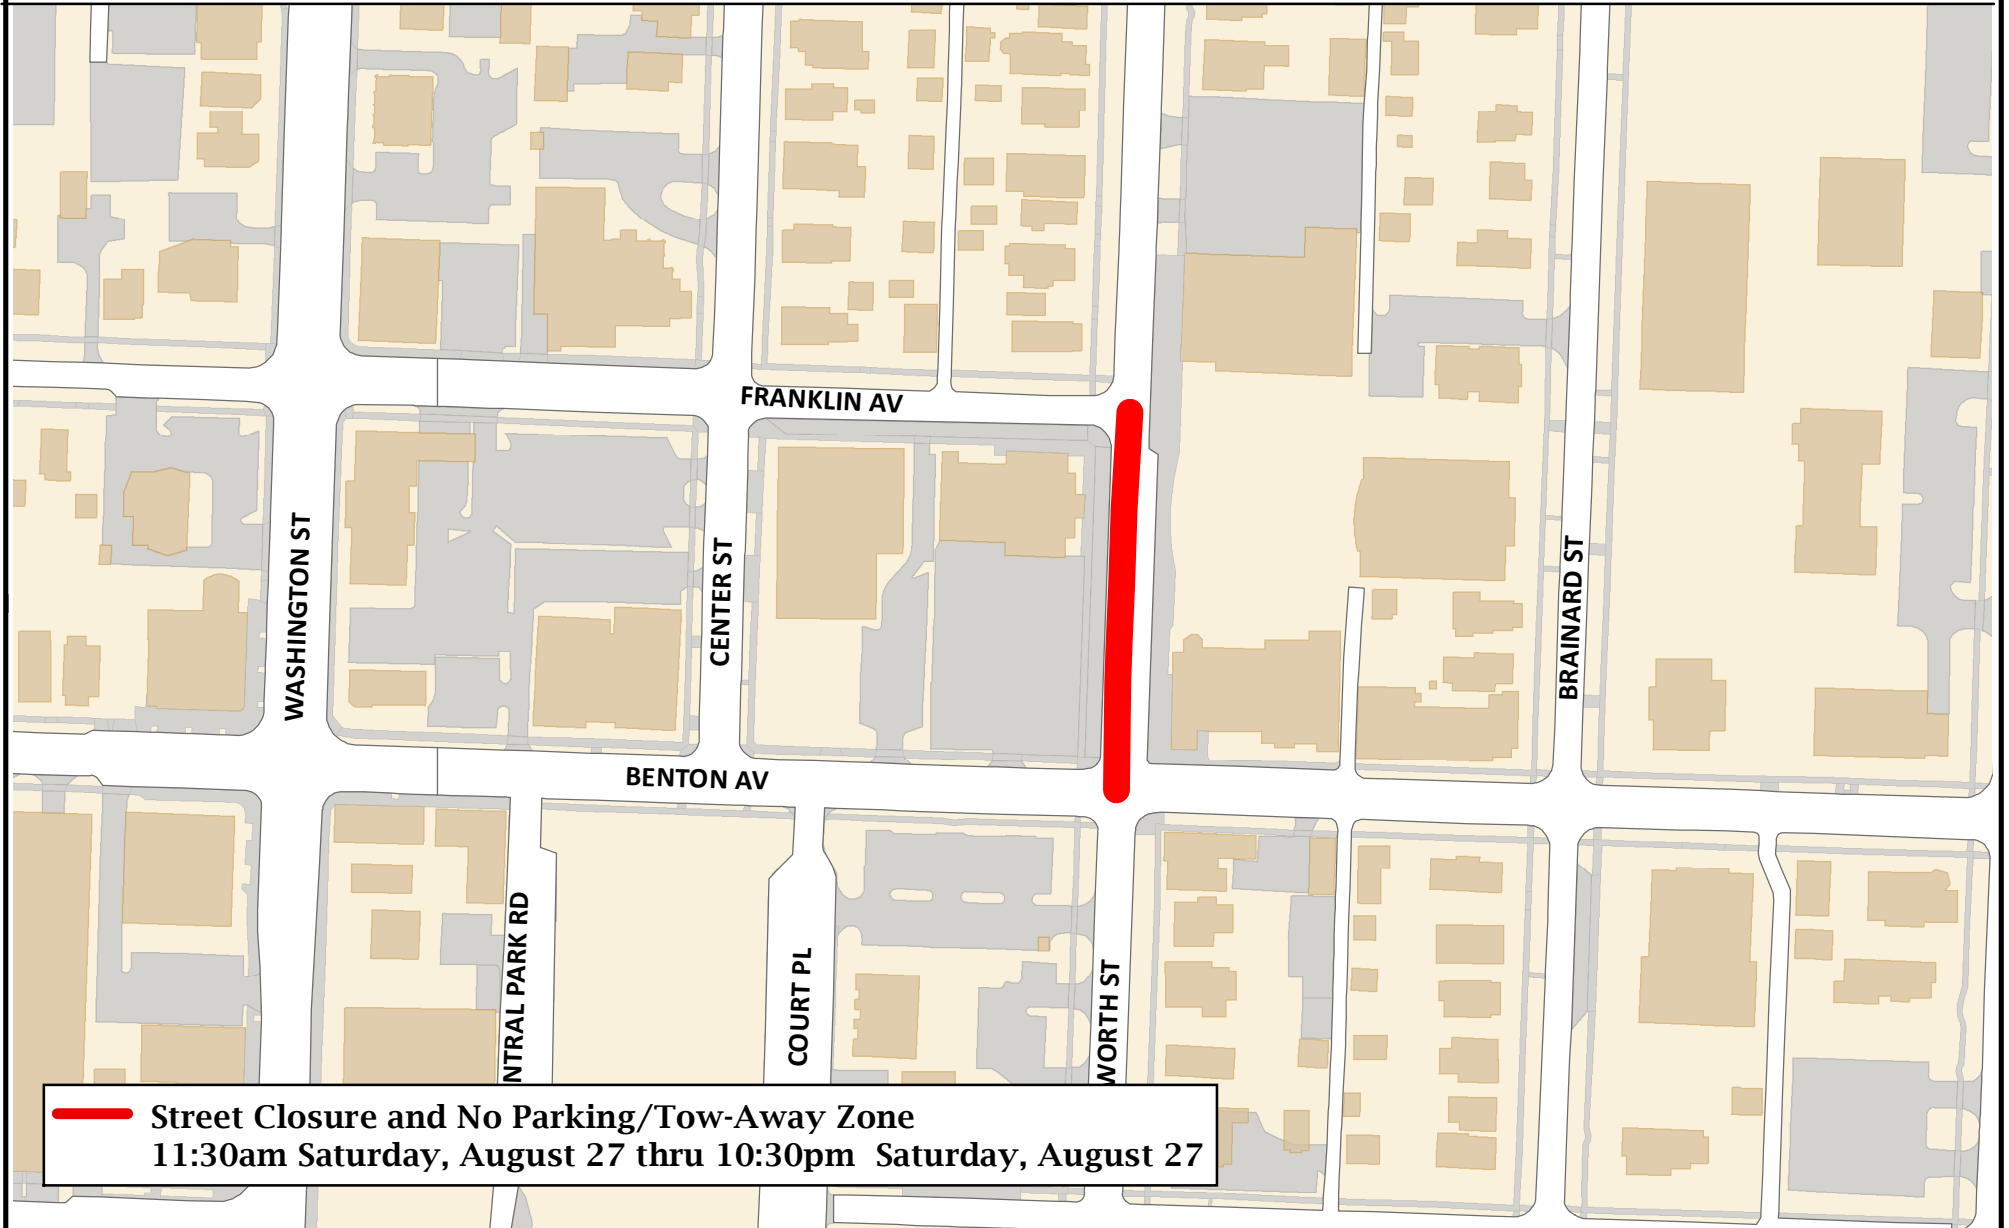 FRANKLIN AV
WASHINGTON ST
CENTER ST
BRAINARD ST
BENTON AV
NTRAL PARK RD
COURT PL
WORTH ST
Street Closure and No Parking/Tow-Away Zone
11:30am Saturday, August 27 thru 10:30pm Saturday, August 27